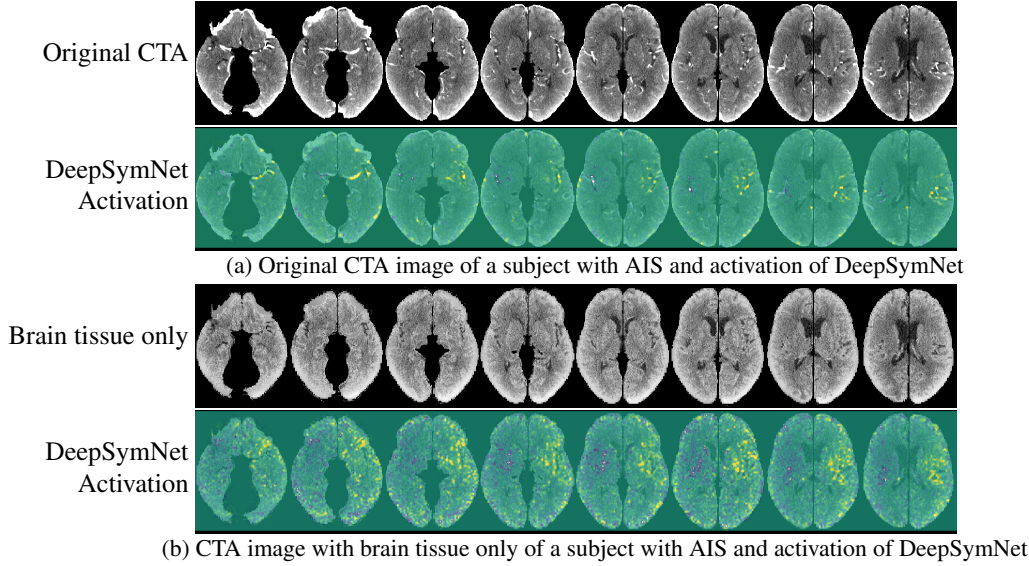 Original CTA
DeepSymNet
Activation
(a) Original CTA image of a subject with AIS and activation of DeepSymNet
Brain tissue only
DeepSymNet
Activation
(b) CTA image with brain tissue only of a subject with AIS and activation of DeepSymNet